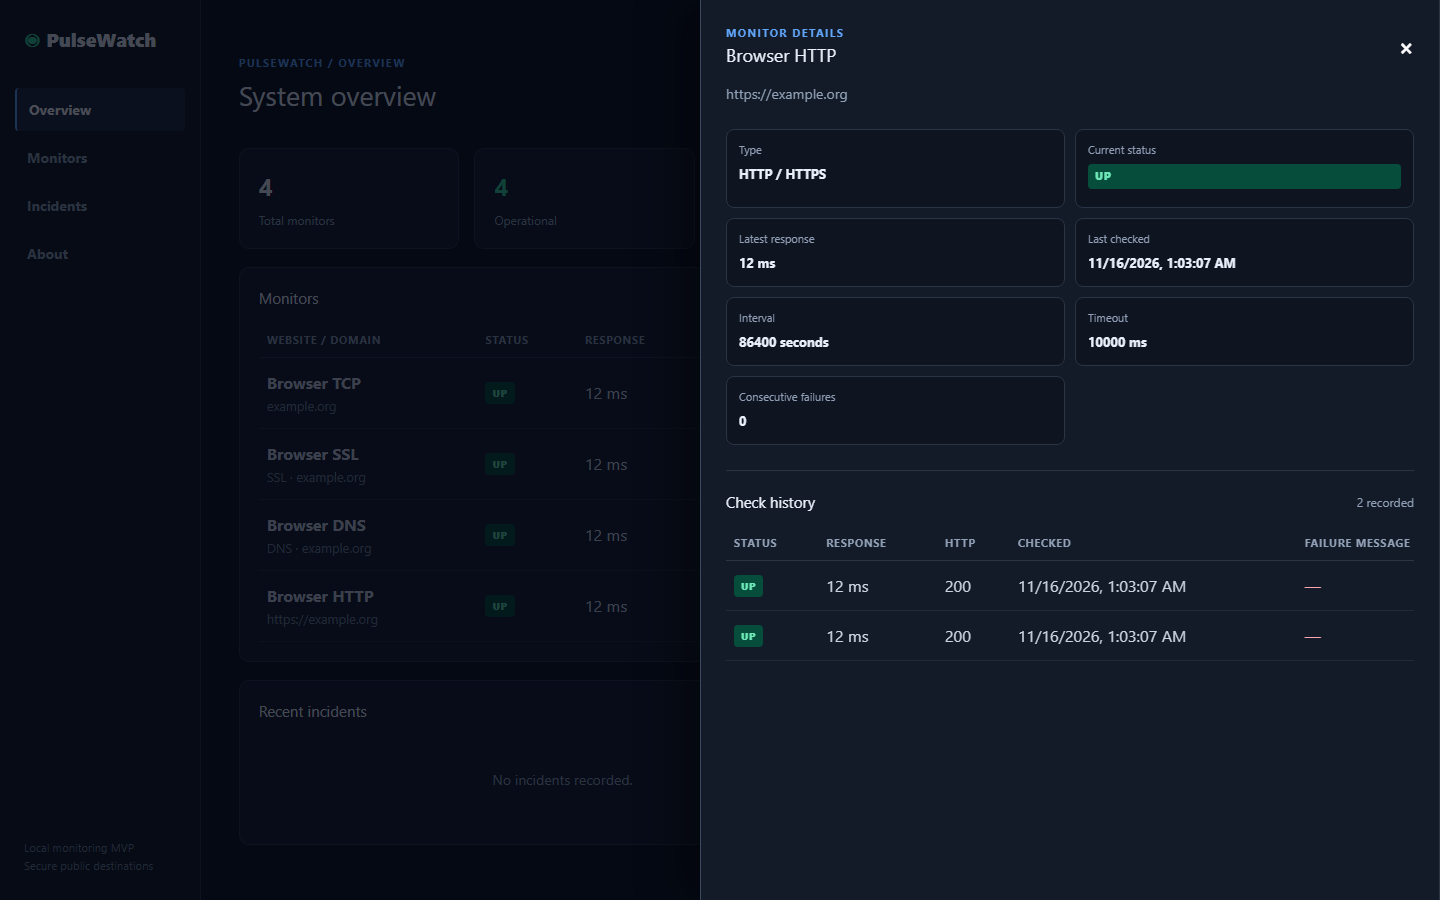 PulseWatch
Overview
Monitors
Incidents
About
Local monitoring MVP
Secure public destinations
PULSEWATCH / OVERVIEW
System overview
4
Total monitors
4
Operational
Monitors
WEBSITE / DOMAIN STATUS RESPONSE
Browser TCP
example.org
UP
12 ms
Browser SSL
SSL · example.org
UP
12 ms
Browser DNS
DNS · example.org
UP
12 ms
Browser HTTP
https://example.org
UP
12 ms
Recent incidents
No incidents recorded.
MONITOR DETAILS
Browser HTTP
https://example.org
Type
HTTP / HTTPS
Current status
UP
Latest response
12 ms
Last checked
11/16/2026, 1:03:07 AM
Interval
86400 seconds
Timeout
10000 ms
Consecutive failures
0
Check history
2 recorded
STATUS RESPONSE HTTP CHECKED FAILURE MESSAGE
UP 12 ms 200 11/16/2026, 1:03:07 AM —
UP 12 ms 200 11/16/2026, 1:03:07 AM —